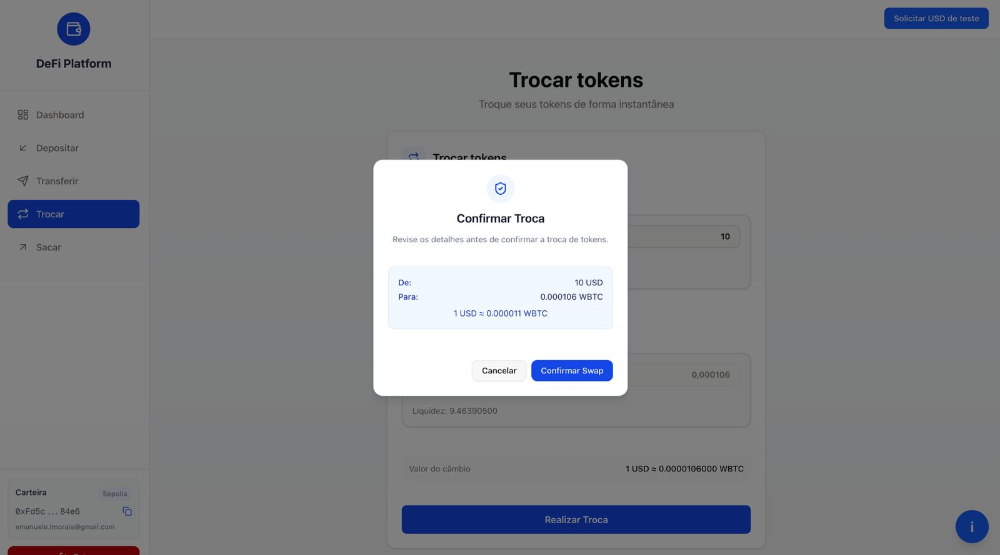 DeFi Platform
Dashboard
Depositar
Transferir
Trocar
Sacar
Carteira
Sepolia
0xFd5c ... 84e6
emanuele.lmorais@gmail.com
Solicitar USD de teste
Trocar tokens
Troque seus tokens de forma instantânea
Trocar tokens
10
Confirmar Troca
Revise os detalhes antes de confirmar a troca de tokens.
De: 10 USD
Para: 0.000106 WBTC
1 USD ≈ 0.000011 WBTC
Cancelar
Confirmar Swap
0,000106
Liquidez: 9.46390500
Valor do câmbio
1 USD ≈ 0.0000106000 WBTC
Realizar Troca
i